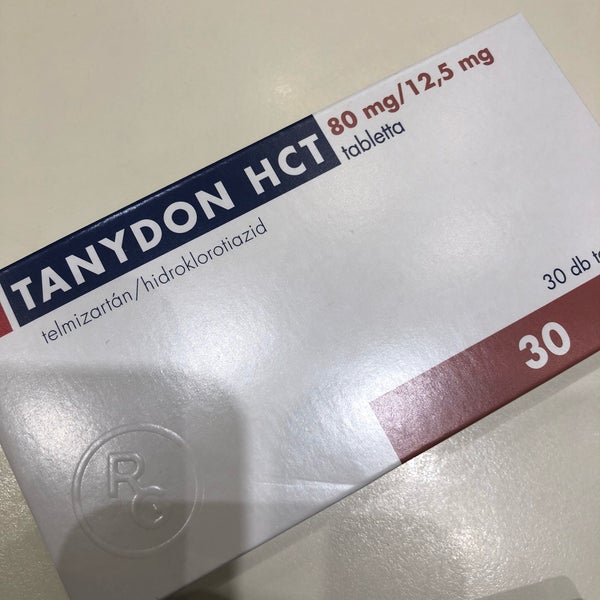 TANYDON HCT 80 mg/12,5 mg
tabletta
telmizartán/hidroklorotiazid
30 db
30
RG